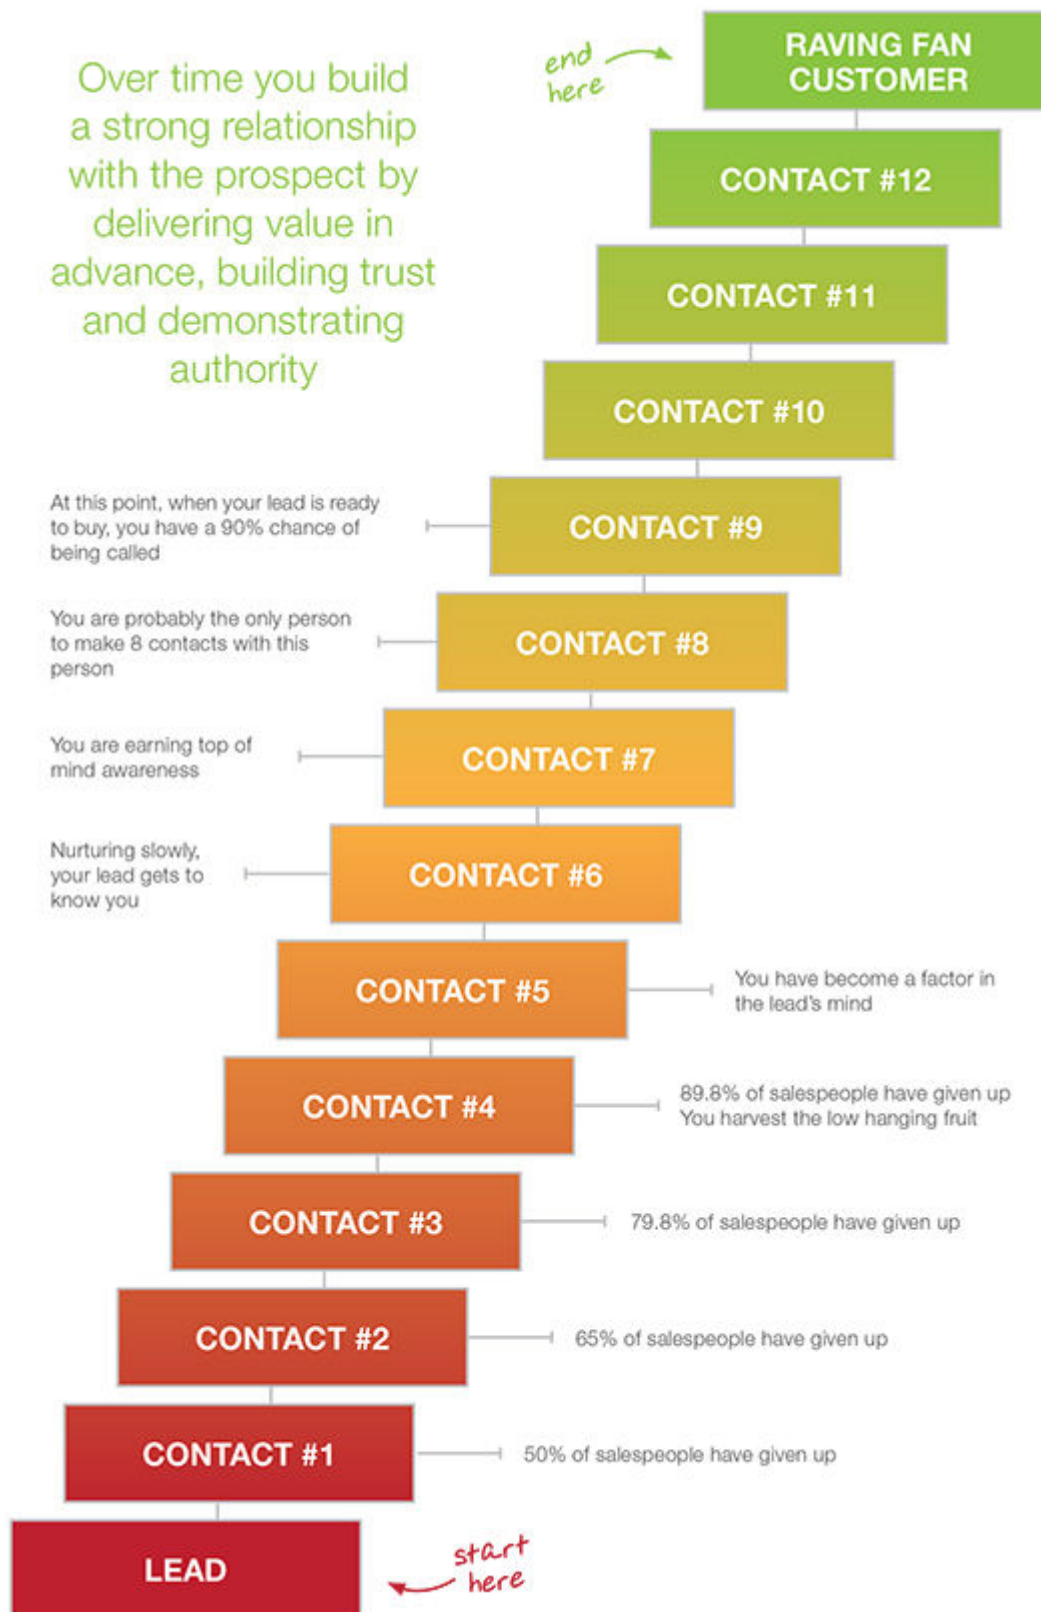 Over time you build
a strong relationship
with the prospect by
delivering value in
advance, building trust
and demonstrating
authority
end
here
RAVING FAN
CUSTOMER
CONTACT #12
CONTACT #11
CONTACT #10
At this point, when your lead is ready
to buy, you have a 90% chance of
being called
CONTACT #9
You are probably the only person
to make 8 contacts with this
person
CONTACT #8
You are earning top of
mind awareness
CONTACT #7
Nurturing slowly,
your lead gets to
know you
CONTACT #6
CONTACT #5
You have become a factor in
the lead's mind
CONTACT #4
89.8% of salespeople have given up
You harvest the low hanging fruit
CONTACT #3
79.8% of salespeople have given up
CONTACT #2
65% of salespeople have given up
CONTACT #1
50% of salespeople have given up
LEAD
start
here